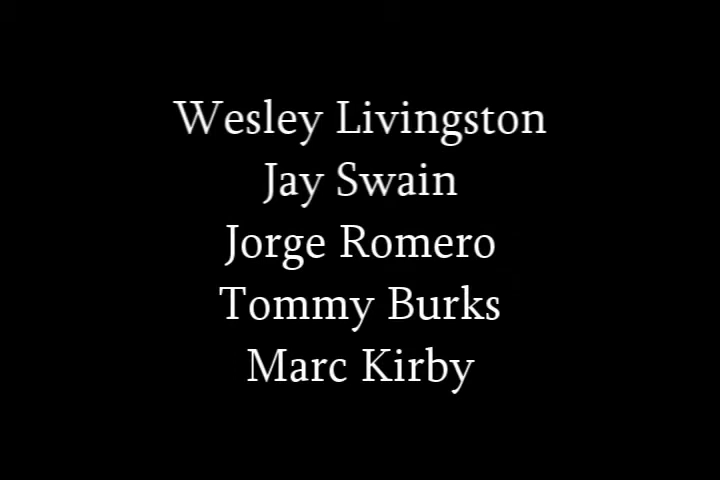 Wesley Livingston
Jay Swain
Jorge Romero
Tommy Burks
Marc Kirby